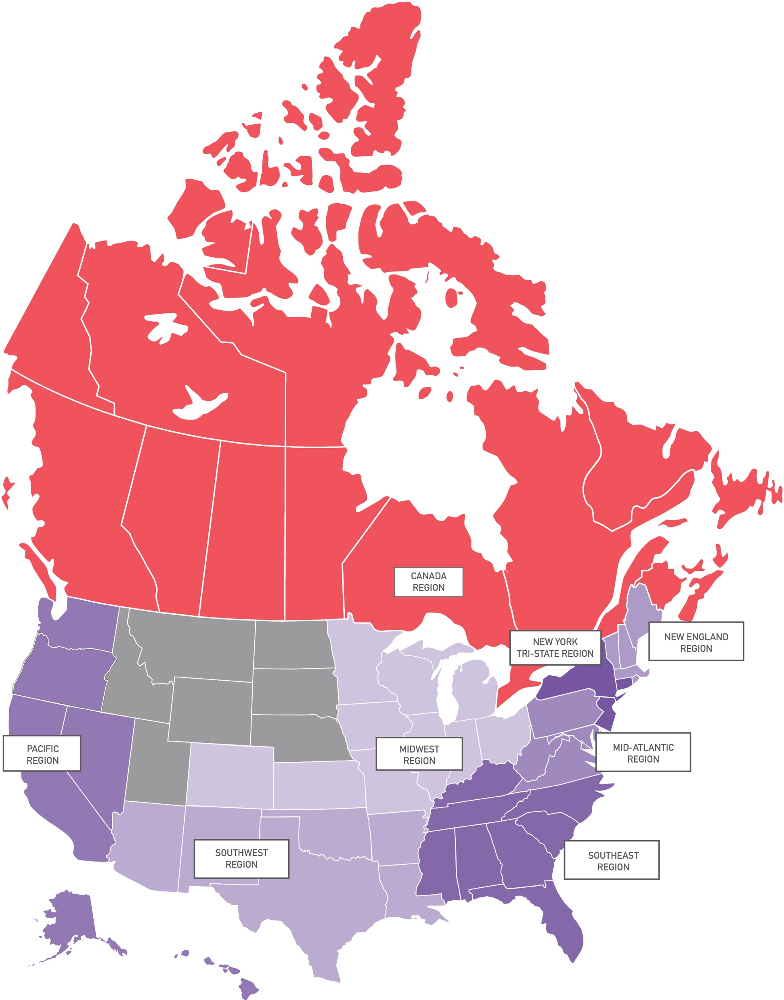 CANADA
REGION
NEW YORK
TRI-STATE REGION
NEW ENGLAND
REGION
PACIFIC
REGION
MIDWEST
REGION
MID-ATLANTIC
REGION
SOUTHWEST
REGION
SOUTHEAST
REGION